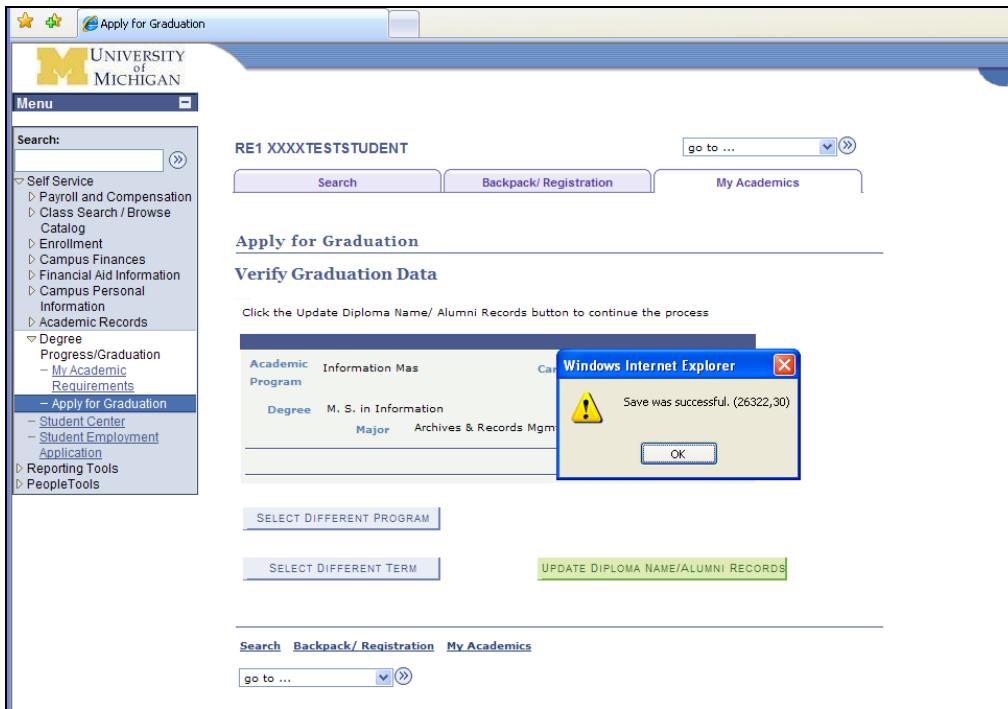 Apply for Graduation
UNIVERSITY
of
MICHIGAN
Menu
Search:
Self Service
Payroll and Compensation
Class Search / Browse
Catalog
Enrollment
Campus Finances
Financial Aid Information
Campus Personal
Information
Academic Records
Degree
Progress/Graduation
– My Academic
Requirements
– Apply for Graduation
– Student Center
– Student Employment
Application
Reporting Tools
PeopleTools
RE1 XXXXTESTSTUDENT
go to ...
Search
Backpack/ Registration
My Academics
Apply for Graduation
Verify Graduation Data
Click the Update Diploma Name/ Alumni Records button to continue the process
Academic Information Mas
Program
Degree M. S. in Information
Major Archives & Records Mgm
Windows Internet Explorer
Save was successful. (26322,30)
OK
SELECT DIFFERENT PROGRAM
SELECT DIFFERENT TERM
UPDATE DIPLOMA NAME/ALUMNI RECORDS
Search Backpack/ Registration My Academics
go to ...